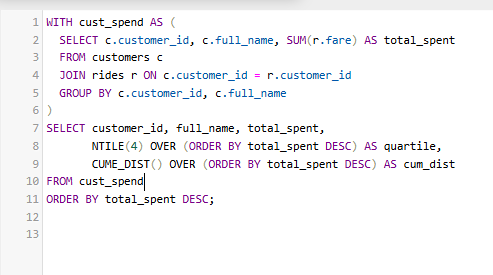 1 WITH cust_spend AS (
2   SELECT c.customer_id, c.full_name, SUM(r.fare) AS total_spent
3   FROM customers c
4   JOIN rides r ON c.customer_id = r.customer_id
5   GROUP BY c.customer_id, c.full_name
6 )
7 SELECT customer_id, full_name, total_spent,
8        NTILE(4) OVER (ORDER BY total_spent DESC) AS quartile,
9        CUME_DIST() OVER (ORDER BY total_spent DESC) AS cum_dist
10 FROM cust_spend
11 ORDER BY total_spent DESC;
12
13